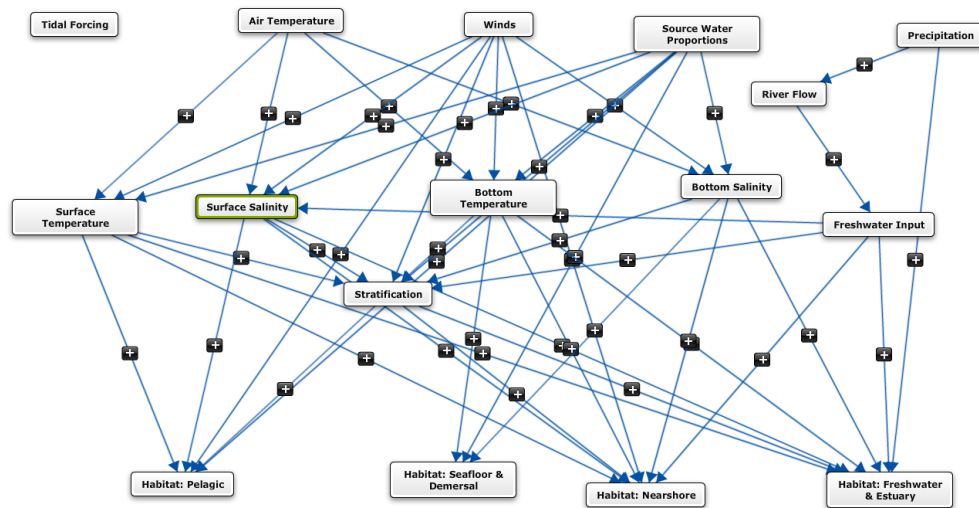 Tidal Forcing
Air Temperature
Winds
Source Water
Proportions
Precipitation
River Flow
Surface
Temperature
Surface Salinity
Bottom
Temperature
Bottom Salinity
Freshwater Input
Stratification
Habitat: Pelagic
Habitat: Seafloor &
Demersal
Habitat: Nearshore
Habitat: Freshwater
& Estuary